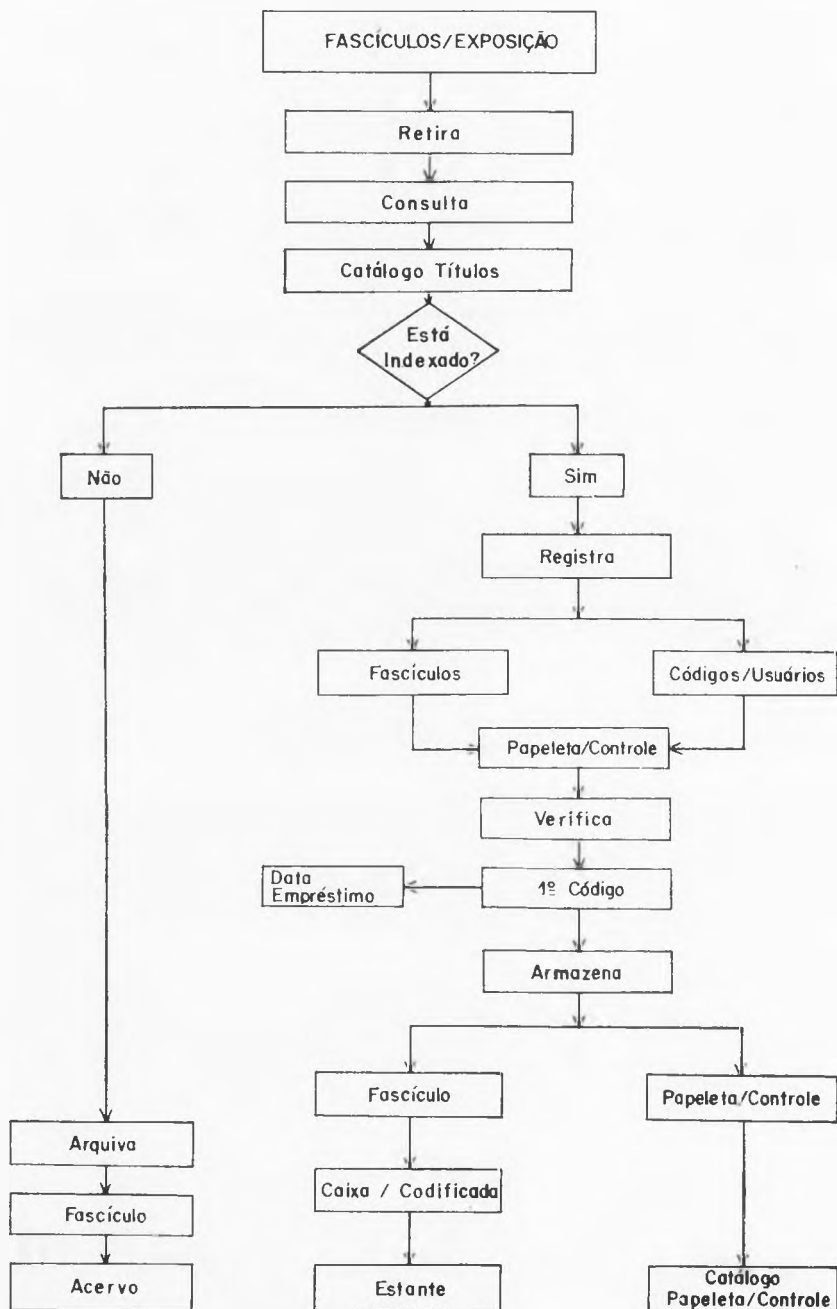 FASCÍCULOS/EXPOSIÇÃO
Retira
Consulta
Catálogo Títulos
Está
Indexado?
Não
Sim
Registra
Fascículos
Códigos/Usuários
Papeleta/Controle
Verifica
Data
Empréstimo
1º Código
Armazena
Fascículo
Papeleta/Controle
Arquiva
Caixa / Codificada
Fascículo
Acervo
Estante
Catálogo
Papeleta/Controle